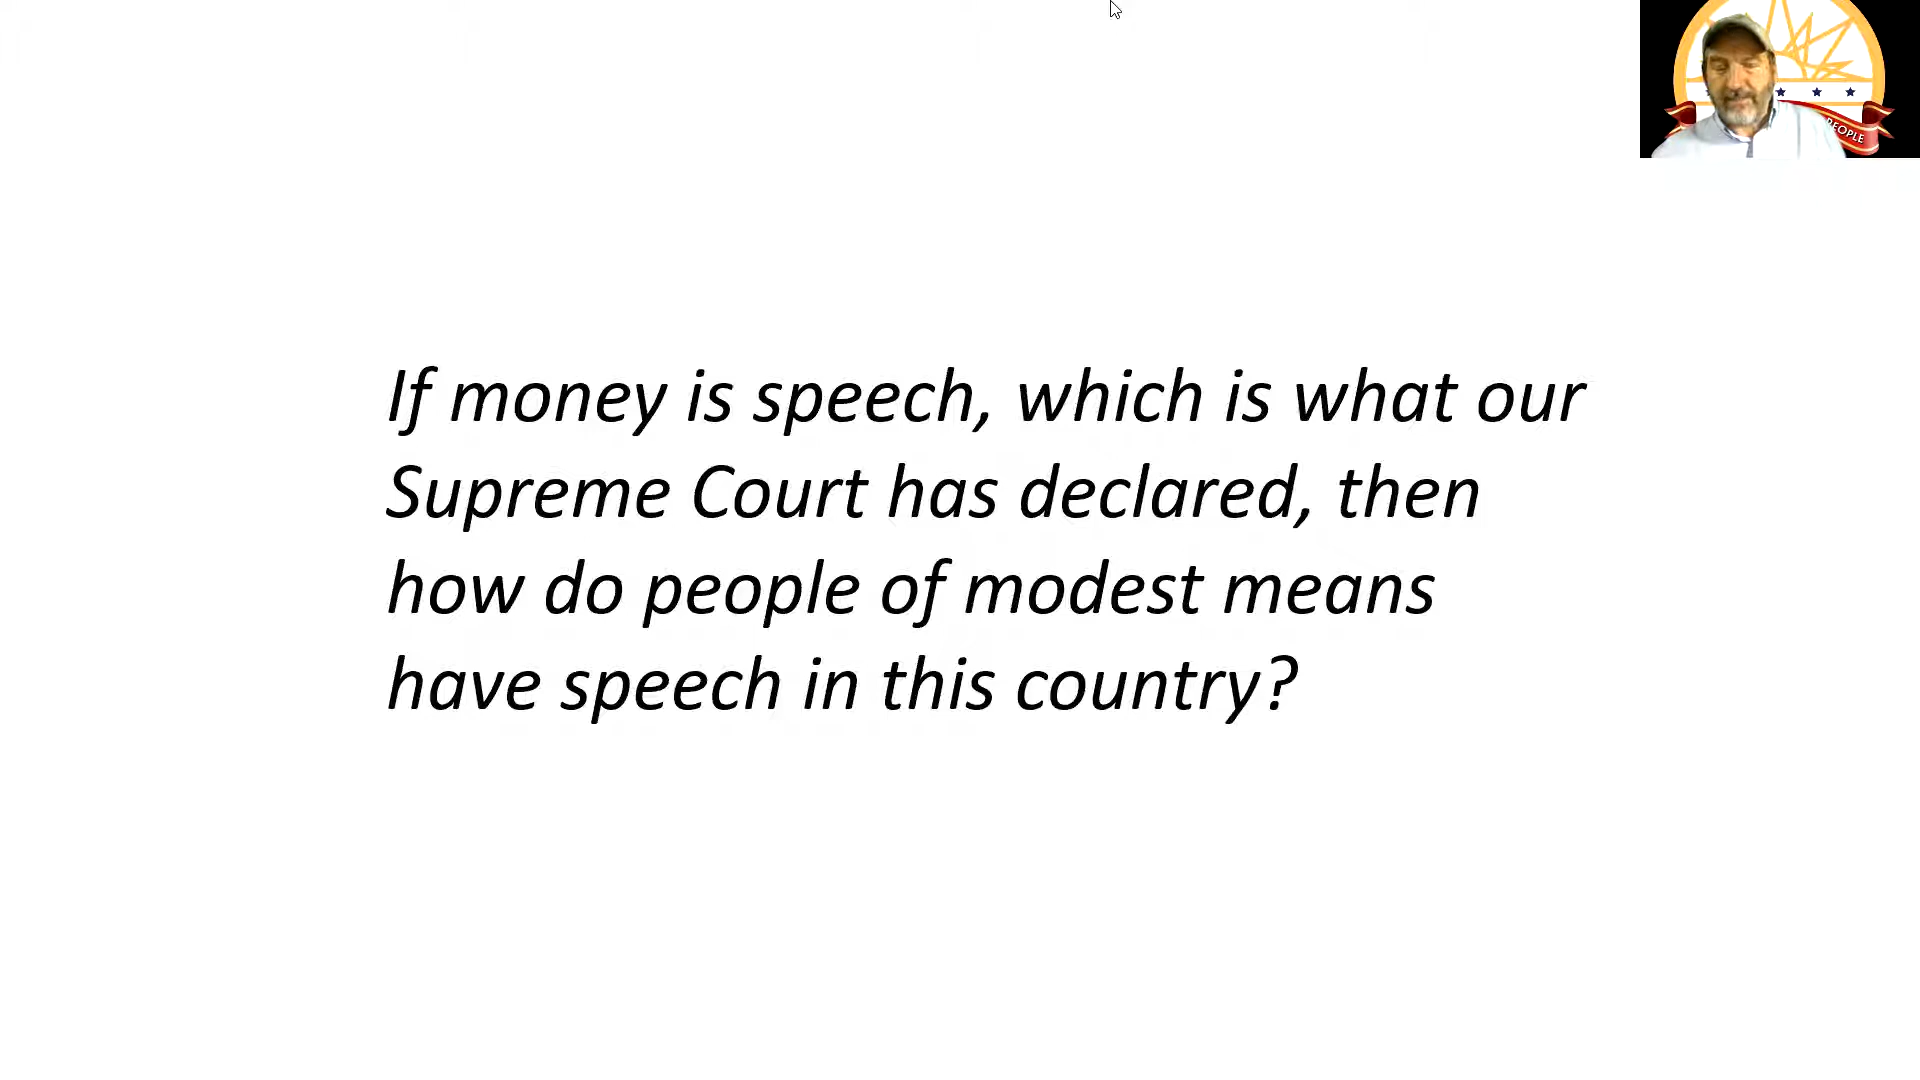 PEOPLE
If money is speech, which is what our
Supreme Court has declared, then
how do people of modest means
have speech in this country?